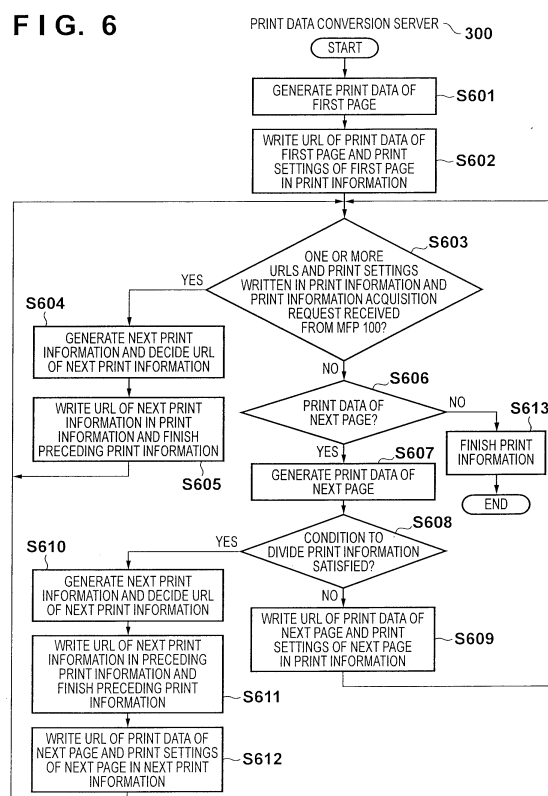 FIG. 6
PRINT DATA CONVERSION SERVER
300
START
GENERATE PRINT DATA OF
FIRST PAGE
S601
WRITE URL OF PRINT DATA OF
FIRST PAGE AND PRINT
SETTINGS OF FIRST PAGE
IN PRINT INFORMATION
S602
S603
ONE OR MORE
URLS AND PRINT SETTINGS
WRITTEN IN PRINT INFORMATION AND
PRINT INFORMATION ACQUISITION
REQUEST RECEIVED
FROM MFP 100?
YES
NO
S604
GENERATE NEXT PRINT
INFORMATION AND DECIDE URL
OF NEXT PRINT INFORMATION
WRITE URL OF NEXT PRINT
INFORMATION IN PRINT
INFORMATION AND FINISH
PRECEDING PRINT INFORMATION
S605
S606
PRINT DATA OF
NEXT PAGE?
NO
YES
S613
FINISH PRINT
INFORMATION
END
S607
GENERATE PRINT DATA OF
NEXT PAGE
S608
CONDITION TO
DIVIDE PRINT INFORMATION
SATISFIED?
YES
NO
S609
WRITE URL OF PRINT DATA OF
NEXT PAGE AND PRINT
SETTINGS OF NEXT PAGE
IN PRINT INFORMATION
S610
GENERATE NEXT PRINT
INFORMATION AND DECIDE URL
OF NEXT PRINT INFORMATION
WRITE URL OF NEXT PRINT
INFORMATION IN PRECEDING
PRINT INFORMATION AND
FINISH PRECEDING PRINT
INFORMATION
S611
WRITE URL OF PRINT DATA OF
NEXT PAGE AND PRINT SETTINGS
OF NEXT PAGE IN NEXT PRINT
INFORMATION
S612